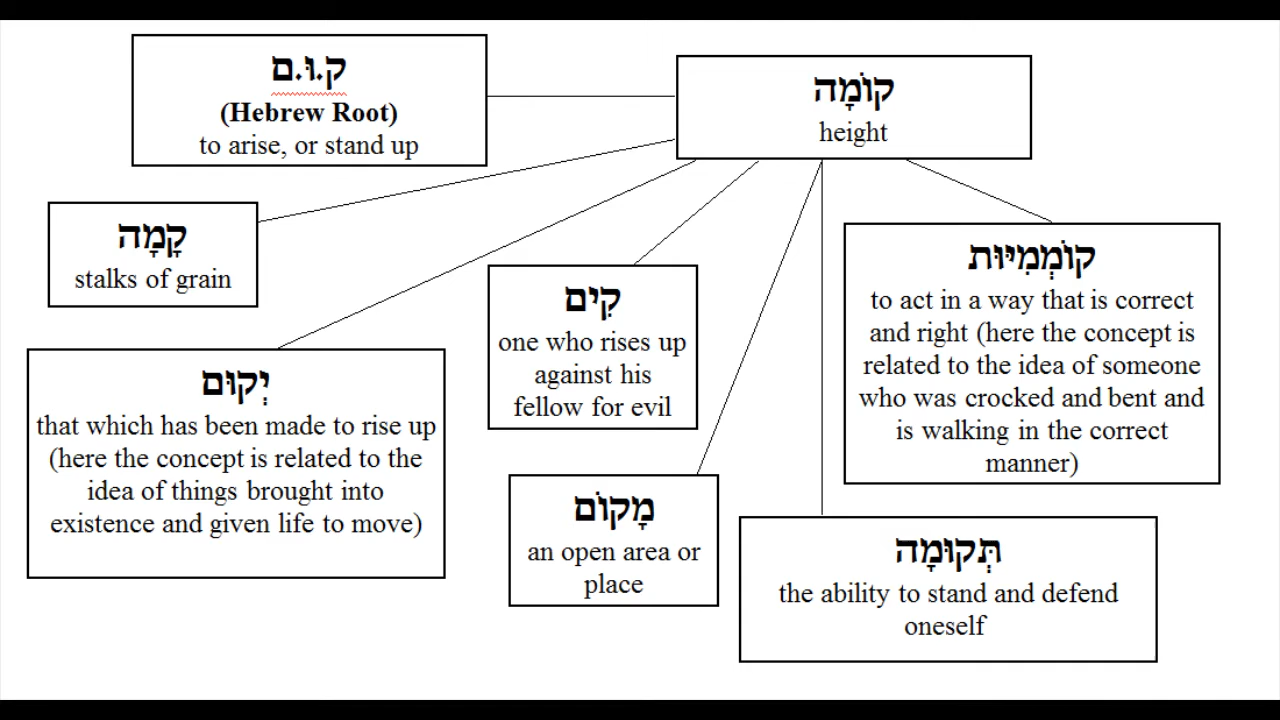 ק.וּ.ם
(Hebrew Root)
to arise, or stand up
קוֹמָה
height
קָמָה
stalks of grain
קִים
one who rises up
against his
fellow for evil
קוֹמְמִיּוּת
to act in a way that is correct
and right (here the concept is
related to the idea of someone
who was crocked and bent and
is walking in the correct
manner)
יְקוּם
that which has been made to rise up
(here the concept is related to the
idea of things brought into
existence and given life to move)
מָקוֹם
an open area or
place
תְּקוּמָה
the ability to stand and defend
oneself